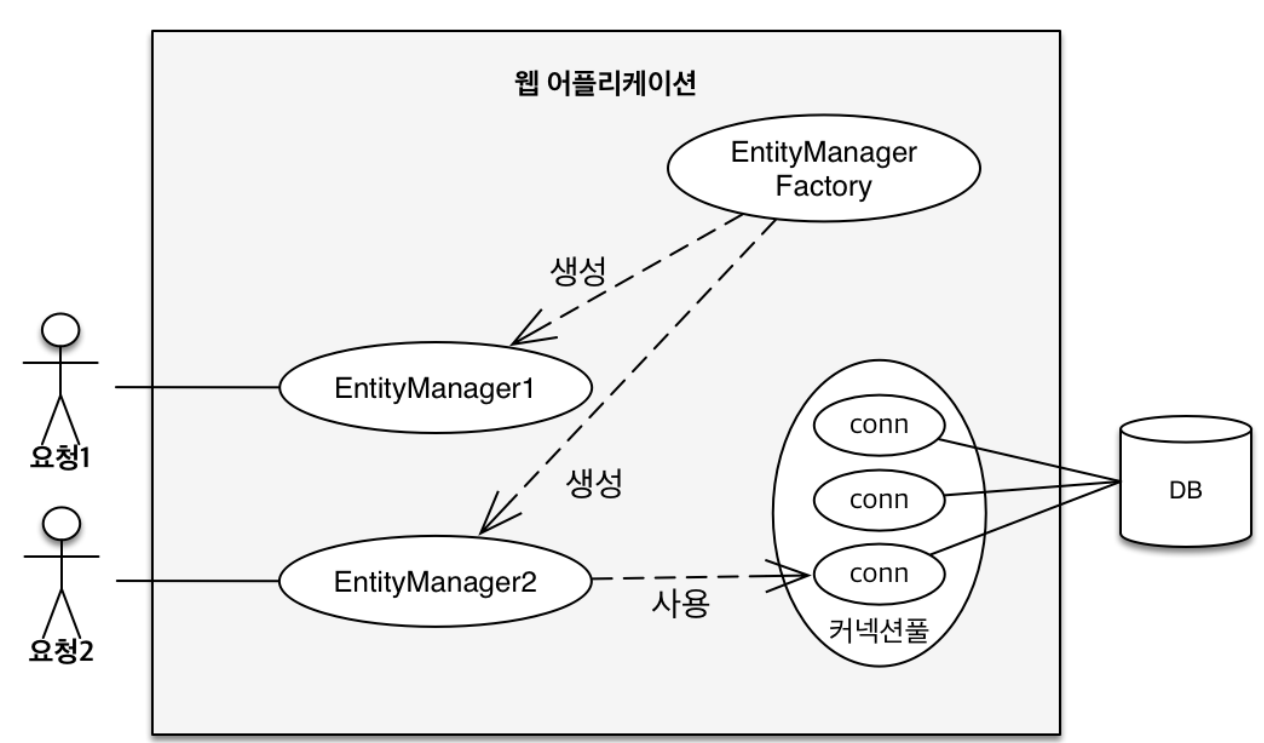 웹 어플리케이션
EntityManager
Factory
생성
EntityManager1
요청1
conn
conn
conn
커넥션풀
DB
생성
EntityManager2
요청2
사용